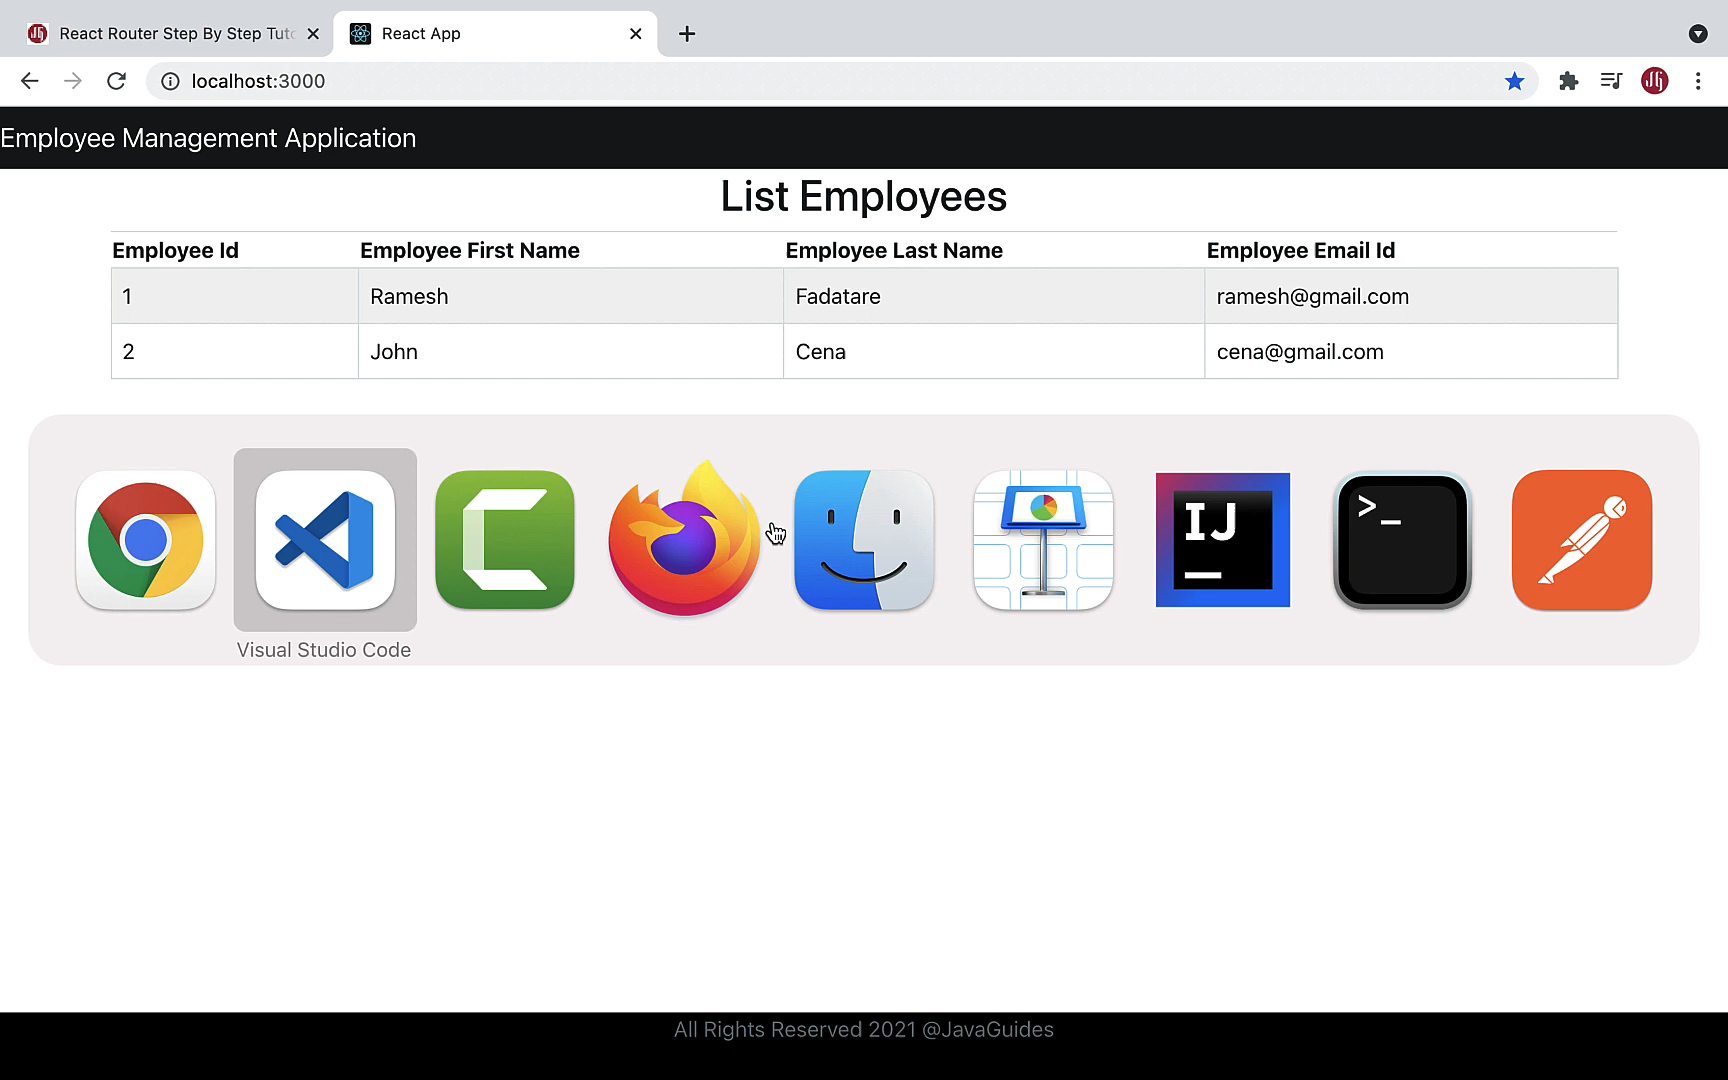 React Router Step By Step Tuto
React App
localhost:3000
Employee Management Application
List Employees
Employee Id Employee First Name Employee Last Name Employee Email Id
1 Ramesh Fadatare ramesh@gmail.com
2 John Cena cena@gmail.com
IJ
>_
Visual Studio Code
All Rights Reserved 2021 @JavaGuides